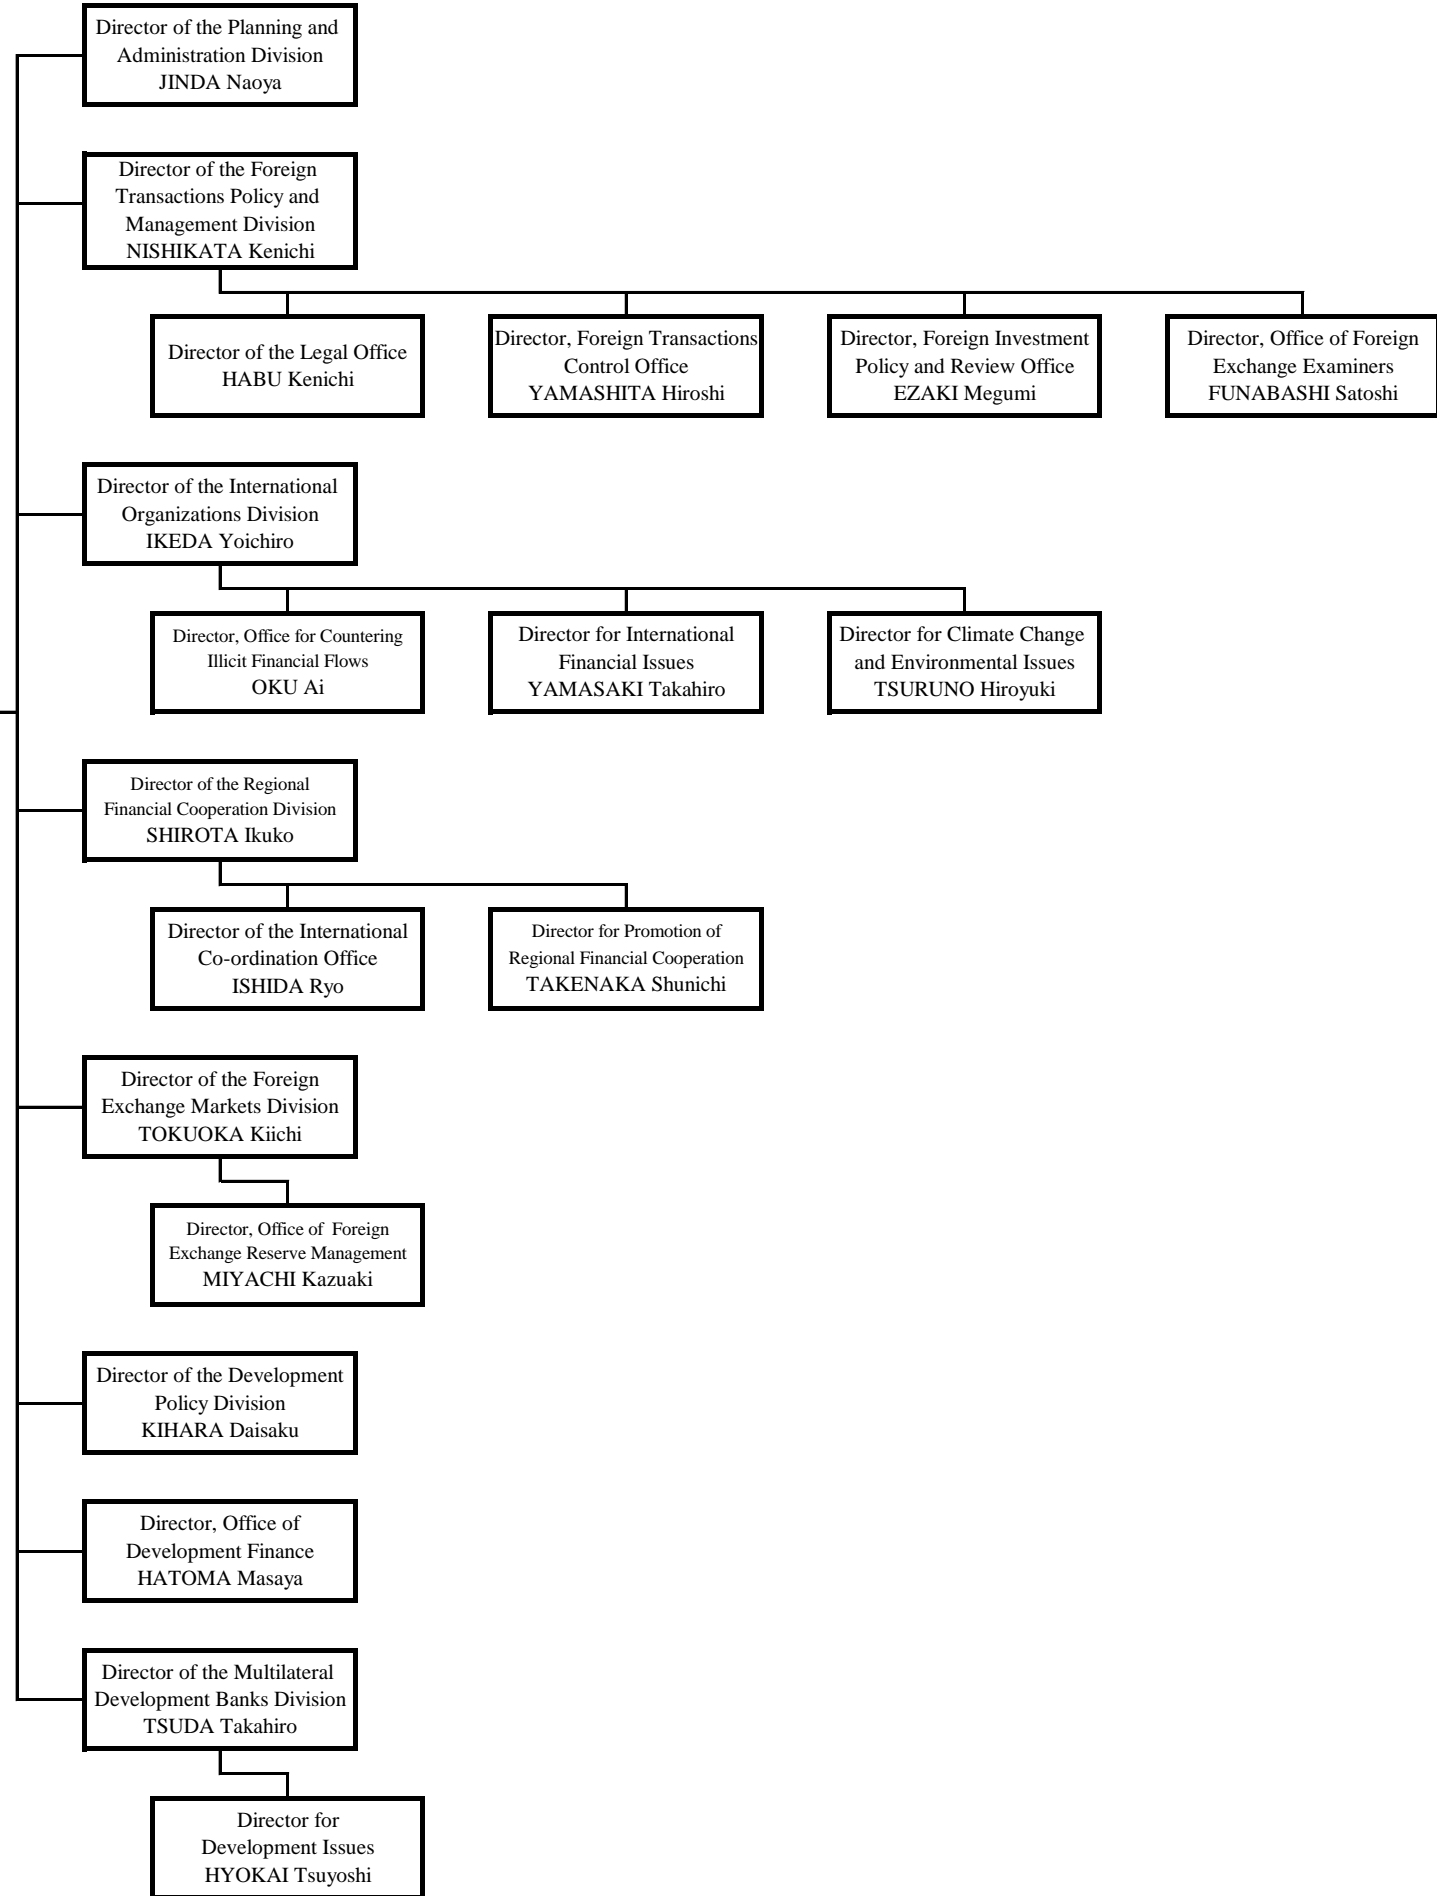 Director of the Planning and
Administration Division
JINDA Naoya
Director of the Foreign
Transactions Policy and
Management Division
NISHIKATA Kenichi
Director of the Legal Office
HABU Kenichi
Director, Foreign Transactions
Control Office
YAMASHITA Hiroshi
Director, Foreign Investment
Policy and Review Office
EZAKI Megumi
Director, Office of Foreign
Exchange Examiners
FUNABASHI Satoshi
Director of the International
Organizations Division
IKEDA Yoichiro
Director, Office for Countering
Illicit Financial Flows
OKU Ai
Director for International
Financial Issues
YAMASAKI Takahiro
Director for Climate Change
and Environmental Issues
TSURUNO Hiroyuki
Director of the Regional
Financial Cooperation Division
SHIROTA Ikuko
Director of the International
Co-ordination Office
ISHIDA Ryo
Director for Promotion of
Regional Financial Cooperation
TAKENAKA Shunichi
Director of the Foreign
Exchange Markets Division
TOKUOKA Kiichi
Director, Office of Foreign
Exchange Reserve Management
MIYACHI Kazuaki
Director of the Development
Policy Division
KIHARA Daisaku
Director, Office of
Development Finance
HATOMA Masaya
Director of the Multilateral
Development Banks Division
TSUDA Takahiro
Director for
Development Issues
HYOKAI Tsuyoshi